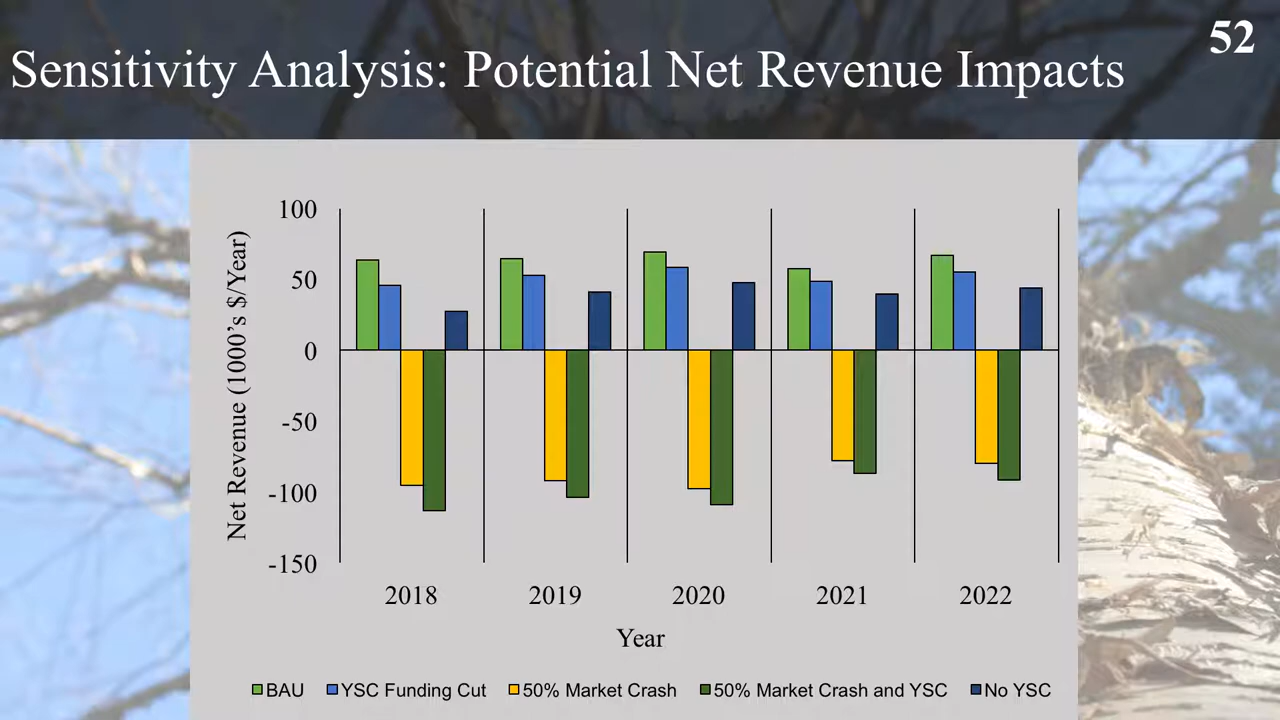 52
Sensitivity Analysis: Potential Net Revenue Impacts
Net Revenue (1000’s $/Year)
100
50
0
-50
-100
-150
2018 2019 2020 2021 2022
Year
BAU YSC Funding Cut 50% Market Crash 50% Market Crash and YSC No YSC